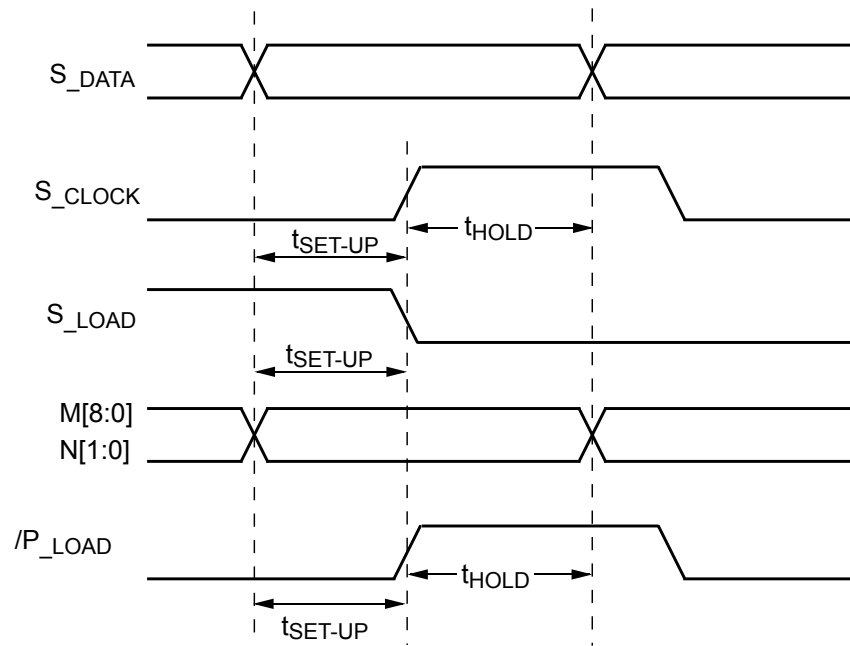 S_DATA
S_CLOCK
tSET-UP
tHOLD
S_LOAD
tSET-UP
M[8:0]
N[1:0]
/P_LOAD
tHOLD
tSET-UP